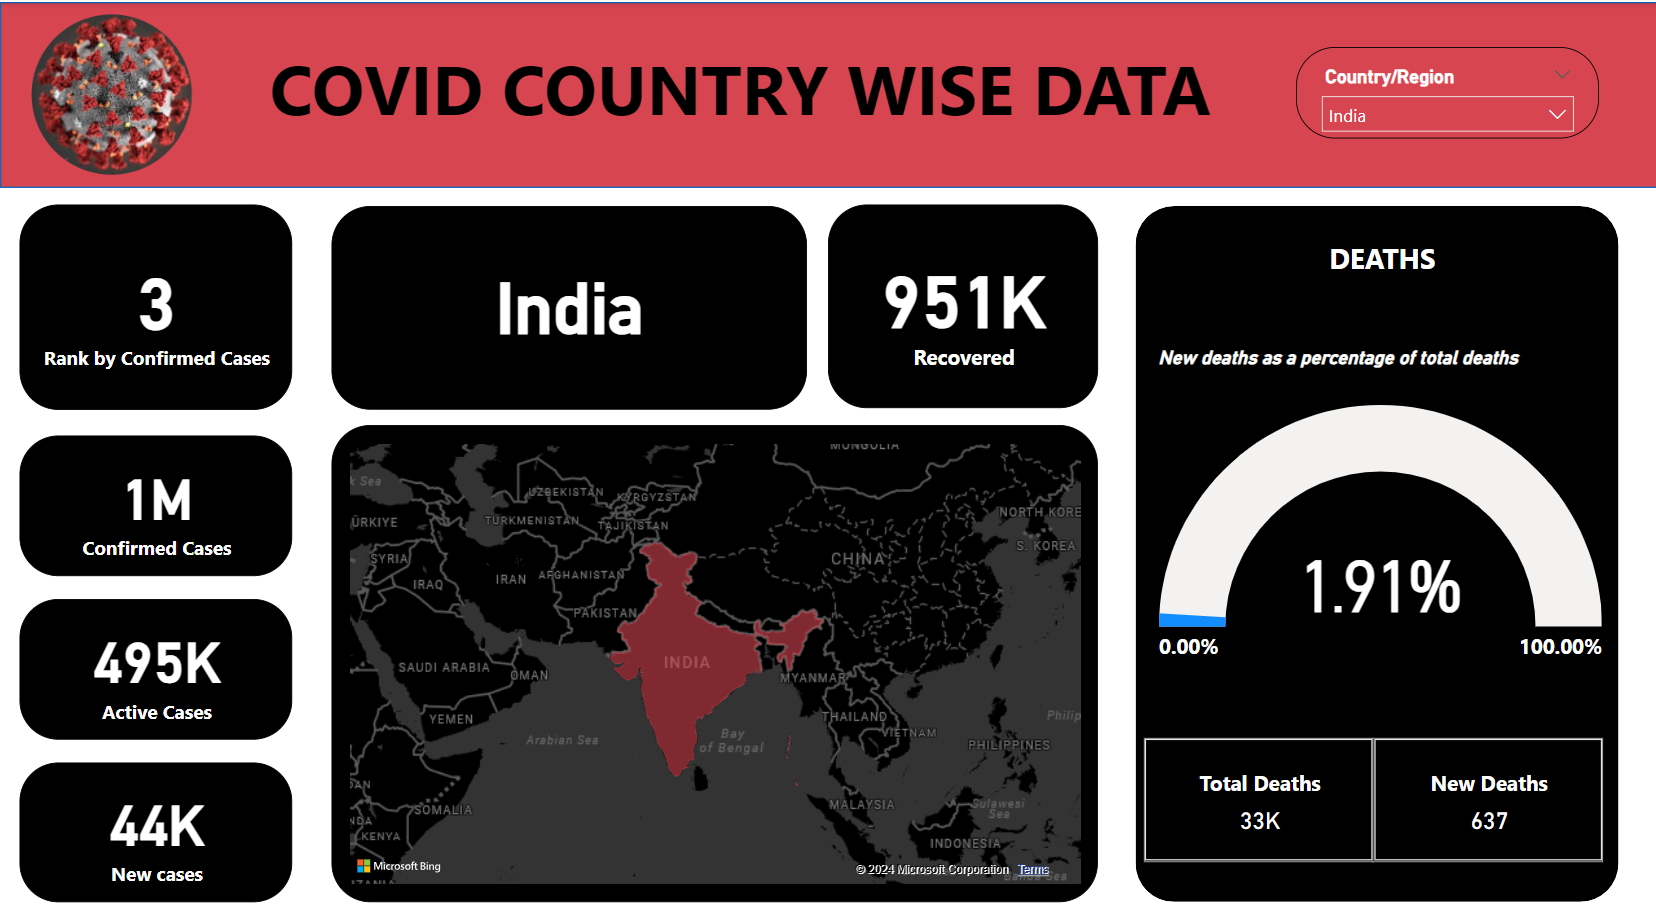 COVID COUNTRY WISE DATA
Country/Region
India
3
Rank by Confirmed Cases
India
951K
Recovered
DEATHS
New deaths as a percentage of total deaths
1.91%
0.00%
100.00%
Total Deaths
33K
New Deaths
637
1M
Confirmed Cases
495K
Active Cases
44K
New cases
MONGOLIA
k Sea
UZBEKISTAN
KYRGYZSTAN
ÜRKIYE
TURKMENISTAN
TAJIKISTAN
NORTH KORE
SYRIA
CHINA
S. KOREA
IRAQ
IRAN
AFGHANISTAN
PAKISTAN
SAUDI ARABIA
OMAN
INDIA
MYANMAR
YEMEN
Arabian Sea
Bay
of Bengal
THAILAND
VIETNAM
Philip
PHILIPPINES
DAN
SOMALIA
NDA
KENYA
MALAYSIA
Sulawesi
Sea
INDONESIA
Microsoft Bing
© 2024 Microsoft Corporation Terms
ZANIA
Banda Sea